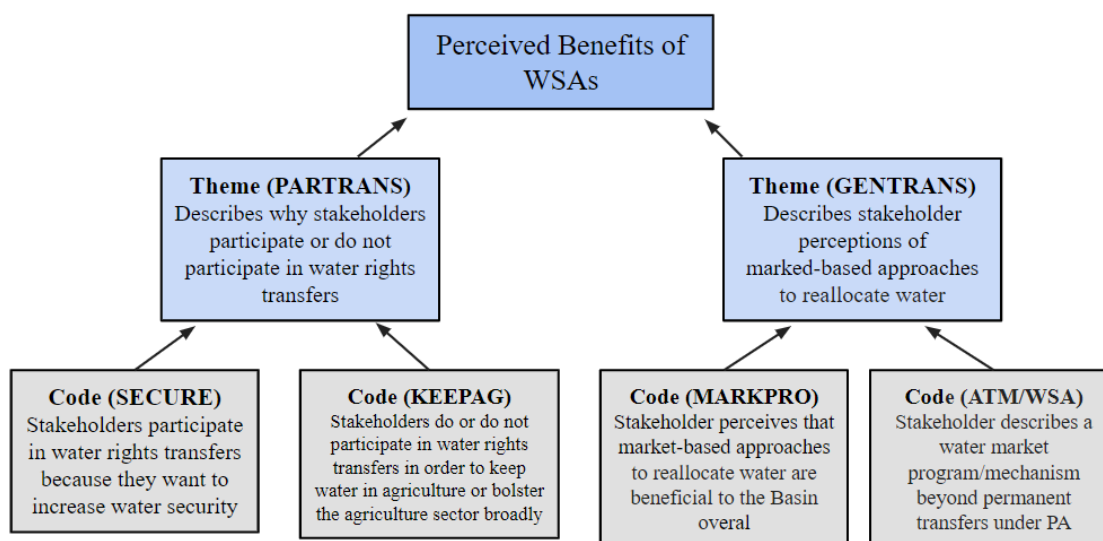 Perceived Benefits of
WSAs
Theme (PARTRANS)
Describes why stakeholders
participate or do not
participate in water rights
transfers
Theme (GENTRANS)
Describes stakeholder
perceptions of
marked-based approaches
to reallocate water
Code (SECURE)
Stakeholders participate
in water rights transfers
because they want to
increase water security
Code (KEEPAG)
Stakeholders do or do not
participate in water rights
transfers in order to keep
water in agriculture or bolster
the agriculture sector broadly
Code (MARKPRO)
Stakeholder perceives that
market-based approaches
to reallocate water are
beneficial to the Basin
overal
Code (ATM/WSA)
Stakeholder describes a
water market
program/mechanism
beyond permanent
transfers under PA